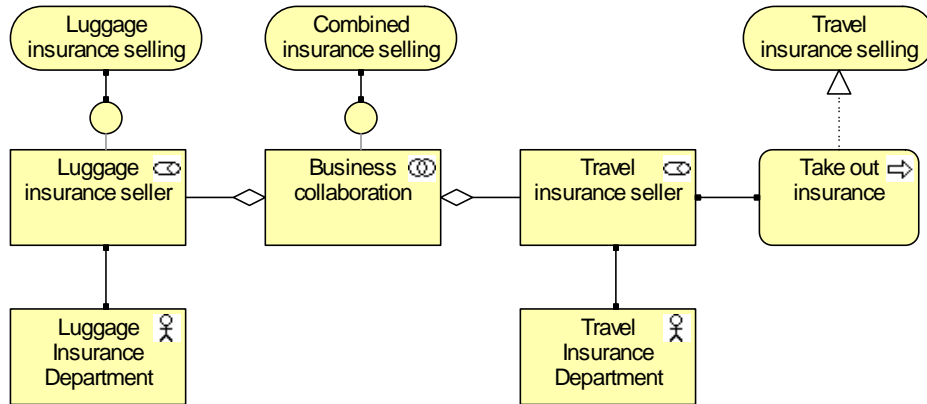 Luggage
insurance selling
Combined
insurance selling
Travel
insurance selling
Luggage
insurance seller
Business
collaboration
Travel
insurance seller
Take out
insurance
Luggage
Insurance
Department
Travel
Insurance
Department